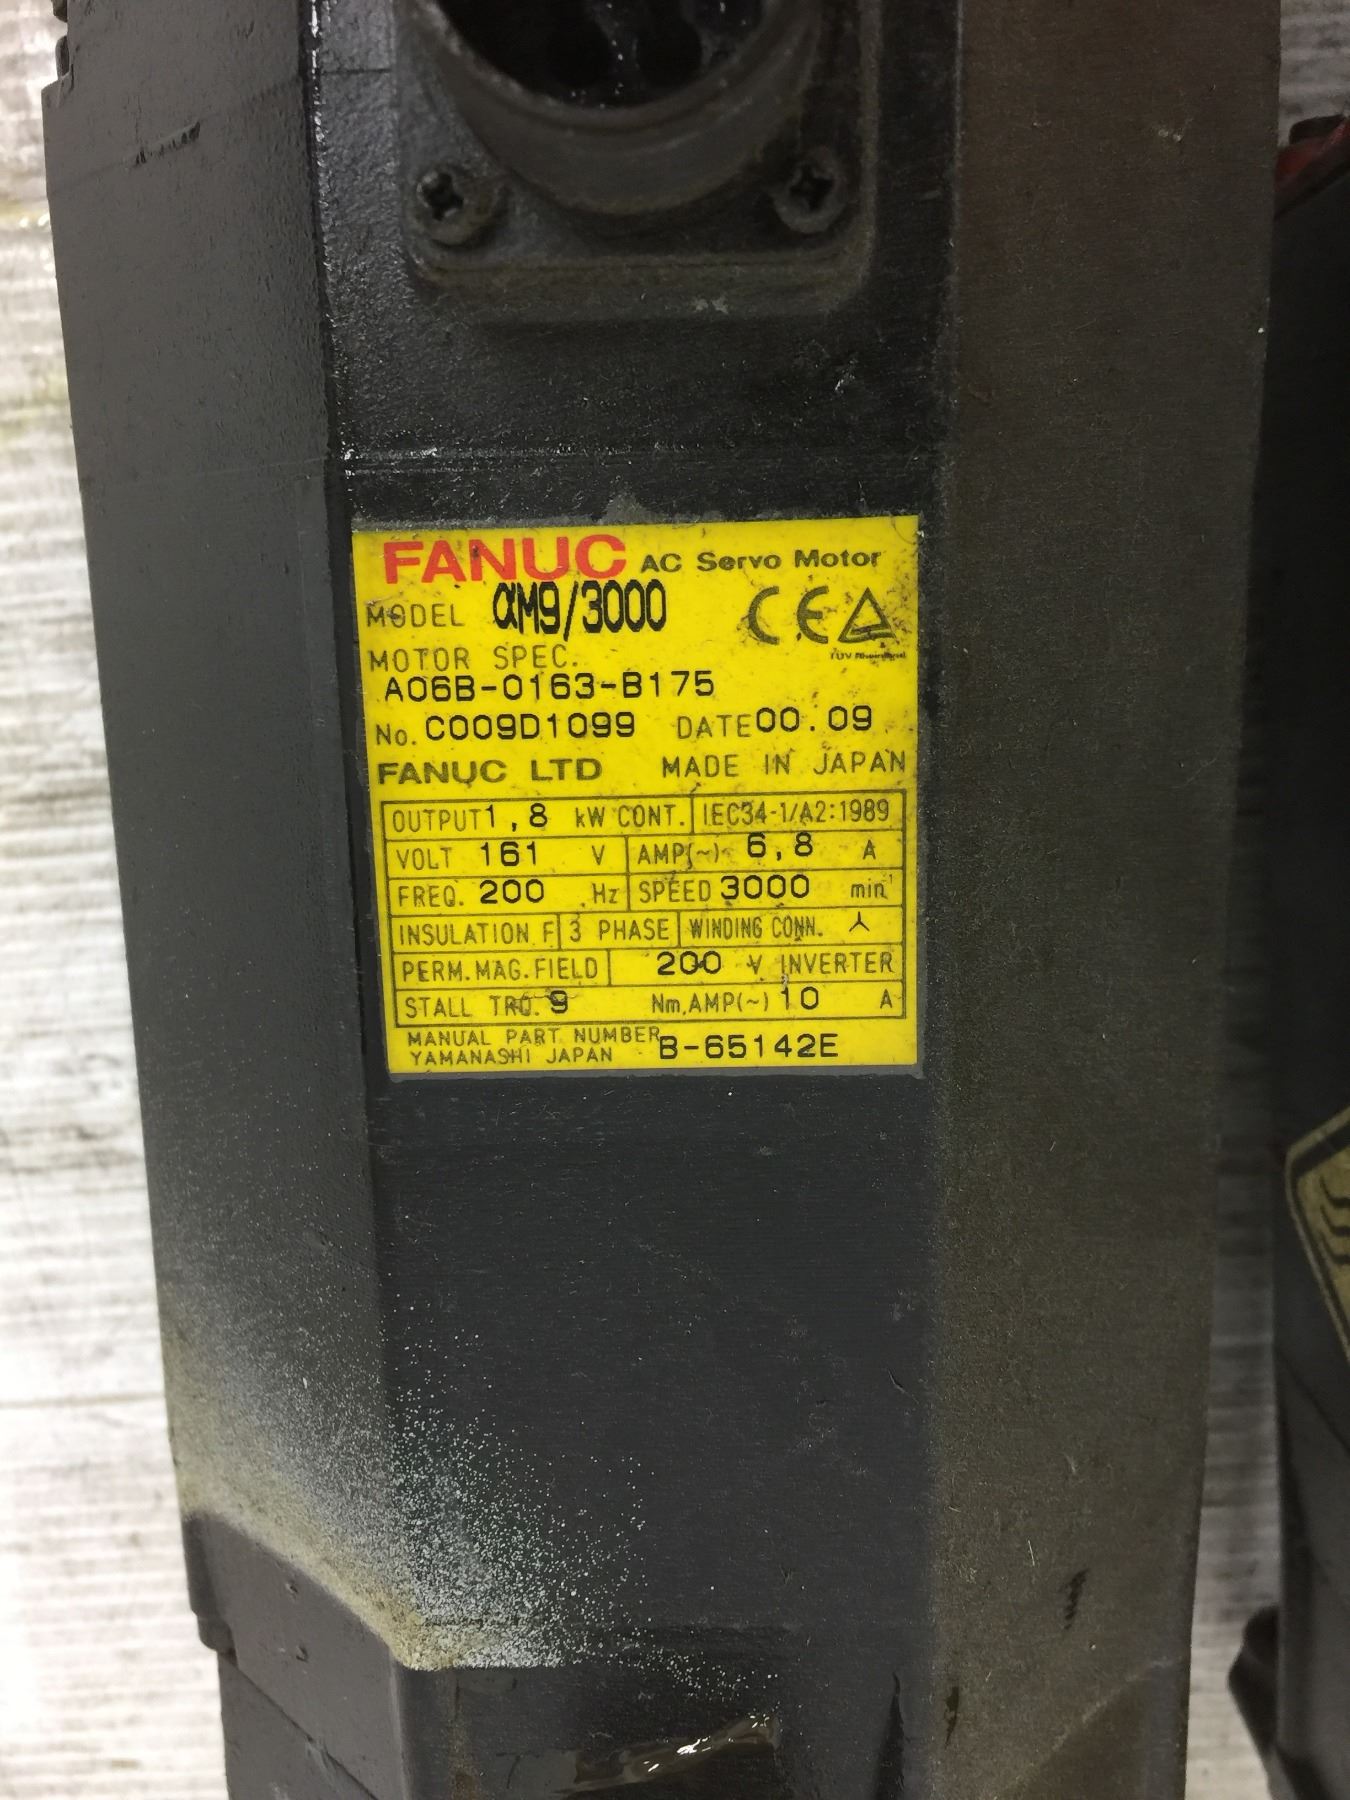 FANUC AC Servo Motor
MODEL αM9/3000 CE
TÜV Rheinland
MOTOR SPEC.
A06B-0163-B175
No. C009D1099 DATE 00.09
FANUC LTD MADE IN JAPAN
OUTPUT 1,8 kW CONT. IEC34-1/A2:1989
VOLT 161 V AMP(~) 6,8 A
FREQ. 200 Hz SPEED 3000 min⁻¹
INSULATION F 3 PHASE WINDING CONN.
PERM.MAG.FIELD 200 V INVERTER
STALL TRQ. 9 Nm,AMP(~) 10 A
MANUAL PART NUMBER B-65142E
YAMANASHI JAPAN